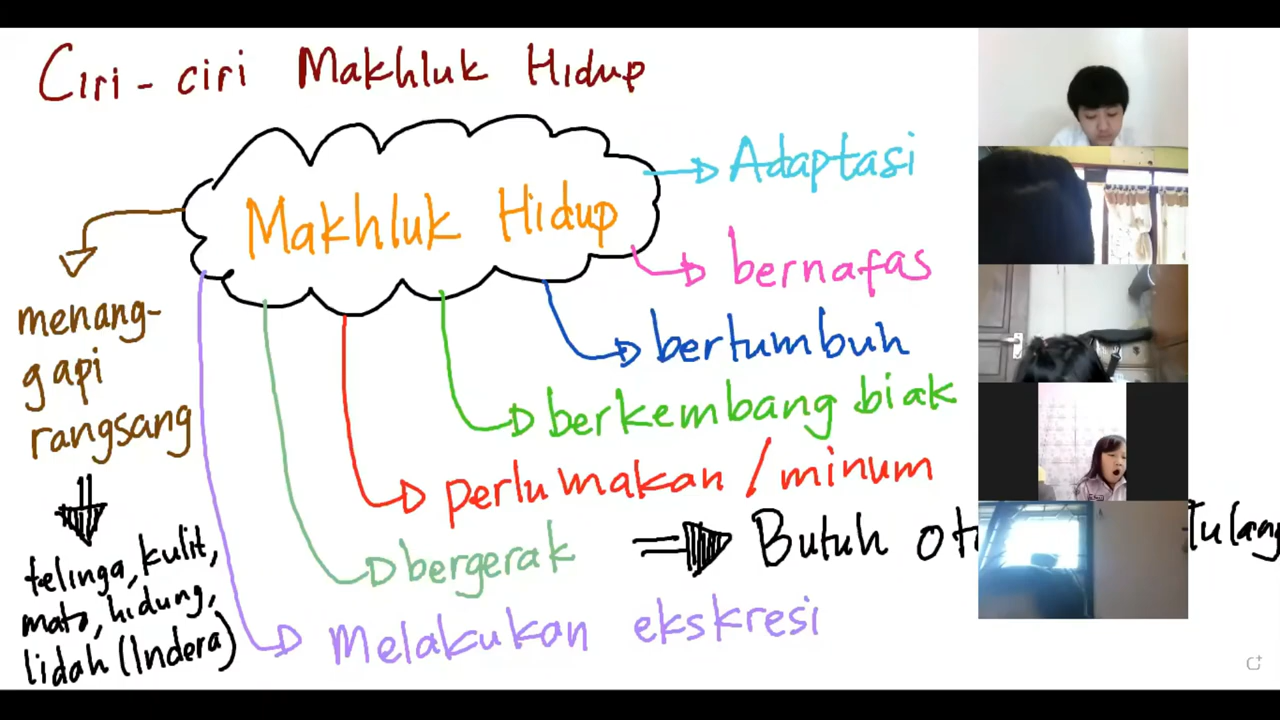 Ciri-ciri Makhluk Hidup
Makhluk Hidup
Adaptasi
bernafas
bertumbuh
berkembang biak
perlu makan / minum
bergerak
Butuh
Tulang
Melakukan ekskresi
menang-
gapi
rangsang
telinga, kulit,
mata, hidung,
lidah (Indera)